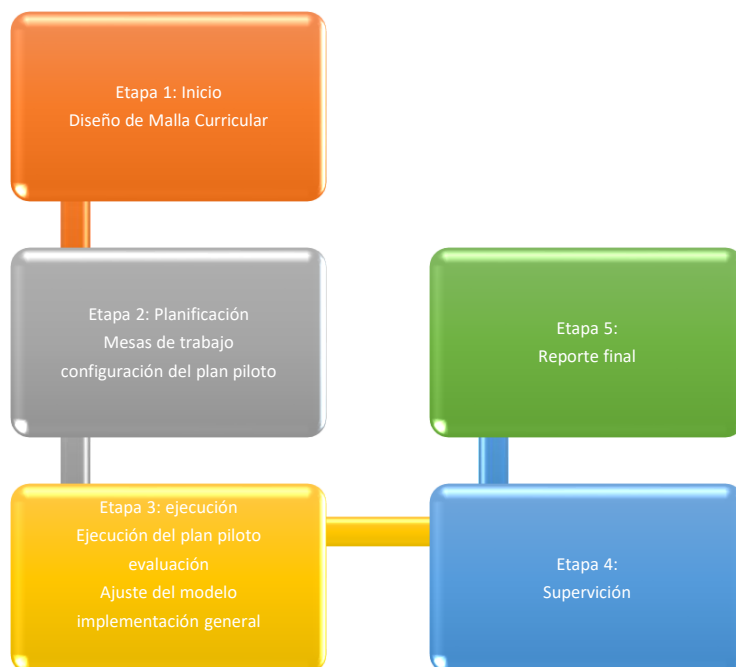 Etapa 1: Inicio
Diseño de Malla Curricular
Etapa 2: Planificación
Mesas de trabajo
configuración del plan piloto
Etapa 3: ejecución
Ejecución del plan piloto
evaluación
Ajuste del modelo
implementación general
Etapa 4:
Supervición
Etapa 5:
Reporte final